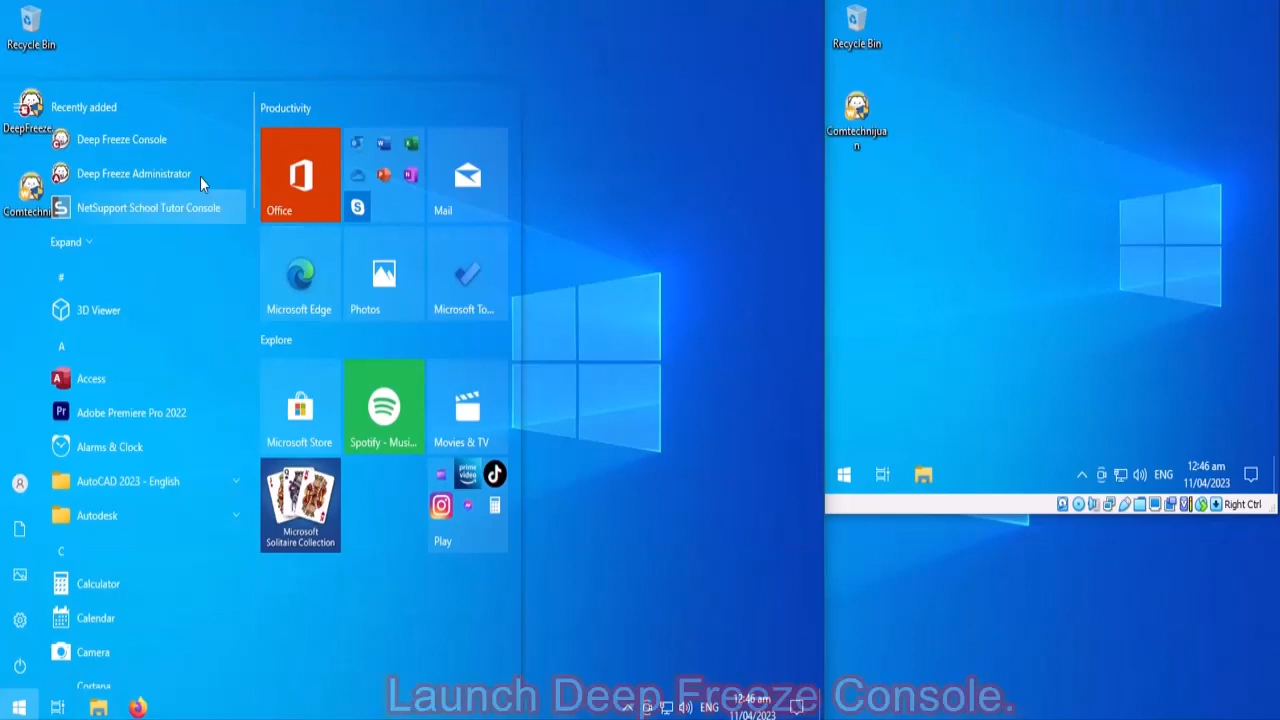 Recycle Bin
DeepFreeze...
Comtechni
Recently added
Deep Freeze Console
Deep Freeze Administrator
NetSupport School Tutor Console
Expand
#
3D Viewer
A
Access
Adobe Premiere Pro 2022
Alarms & Clock
AutoCAD 2023 - English
Autodesk
C
Calculator
Calendar
Camera
Cortana
Productivity
Office
Mail
Microsoft Edge
Photos
Microsoft To...
Explore
Microsoft Store
Spotify - Musi...
Movies & TV
prime video
Microsoft
Solitaire Collection
Play
ENG
12:46 am
11/04/2023
Recycle Bin
Comtechnijua
n
ENG
12:46 am
11/04/2023
Right Ctrl
Launch Deep Freeze Console.